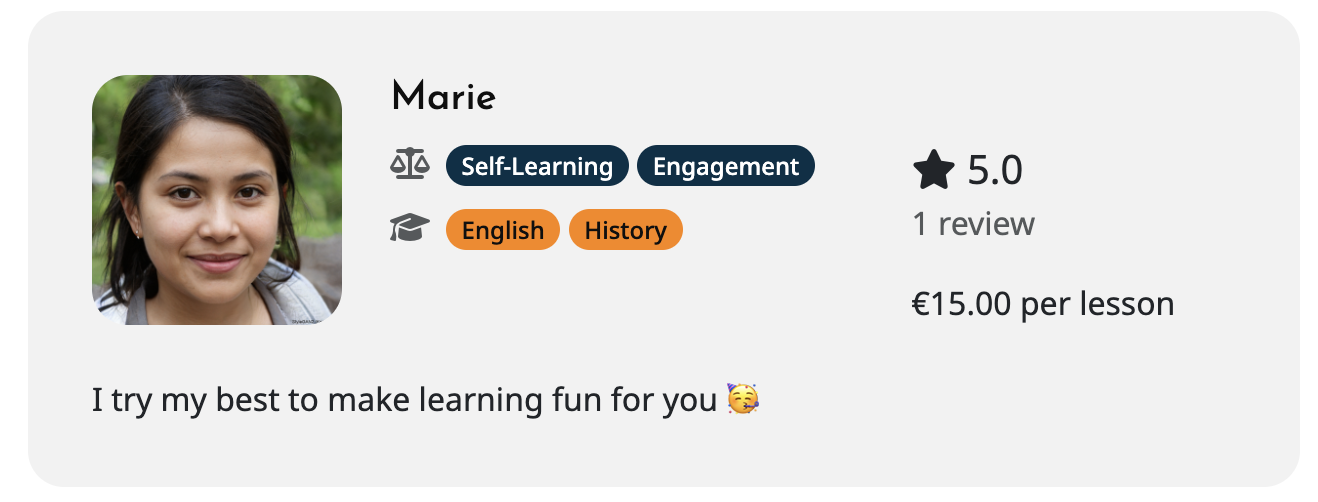 Marie
Self-Learning Engagement
English History
5.0
1 review
€15.00 per lesson
I try my best to make learning fun for you 🥳